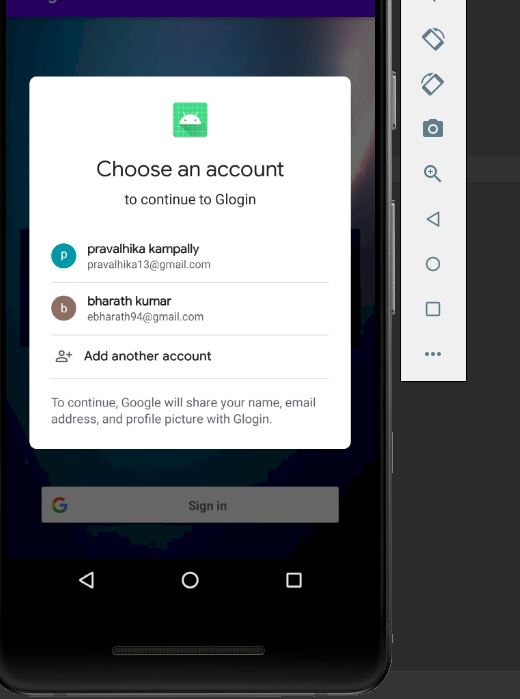 Choose an account
to continue to Glogin
p
pravalhika kampally
pravalhika13@gmail.com
b
bharath kumar
ebharath94@gmail.com
Add another account
To continue, Google will share your name, email
address, and profile picture with Glogin.
Sign in